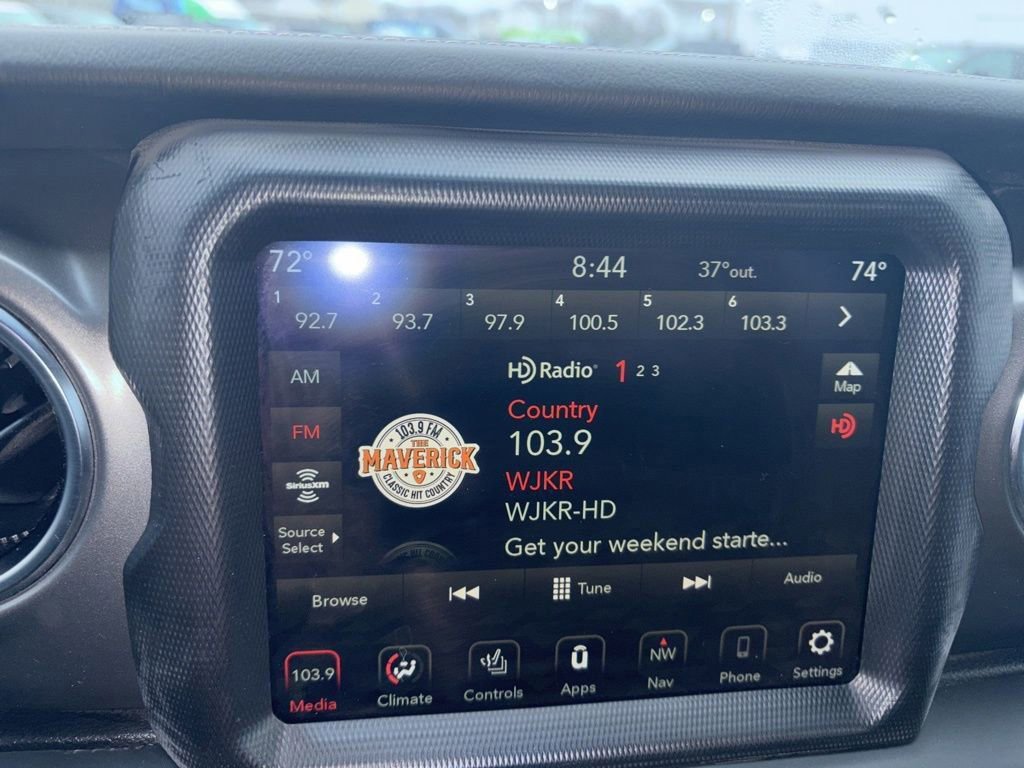 72° 8:44 37°out. 74°
1 92.7 2 93.7 3 97.9 4 100.5 5 102.3 6 103.3
AM
FM
SiriusXM
Source
Select
103.9 FM
THE
MAVERICK
CLASSIC HIT COUNTRY
HD Radio® 1 2 3
Country
103.9
WJKR
WJKR-HD
Get your weekend starte...
Map
HD
Browse Tune Audio
103.9 NW
Media Climate Controls Apps Nav Phone Settings